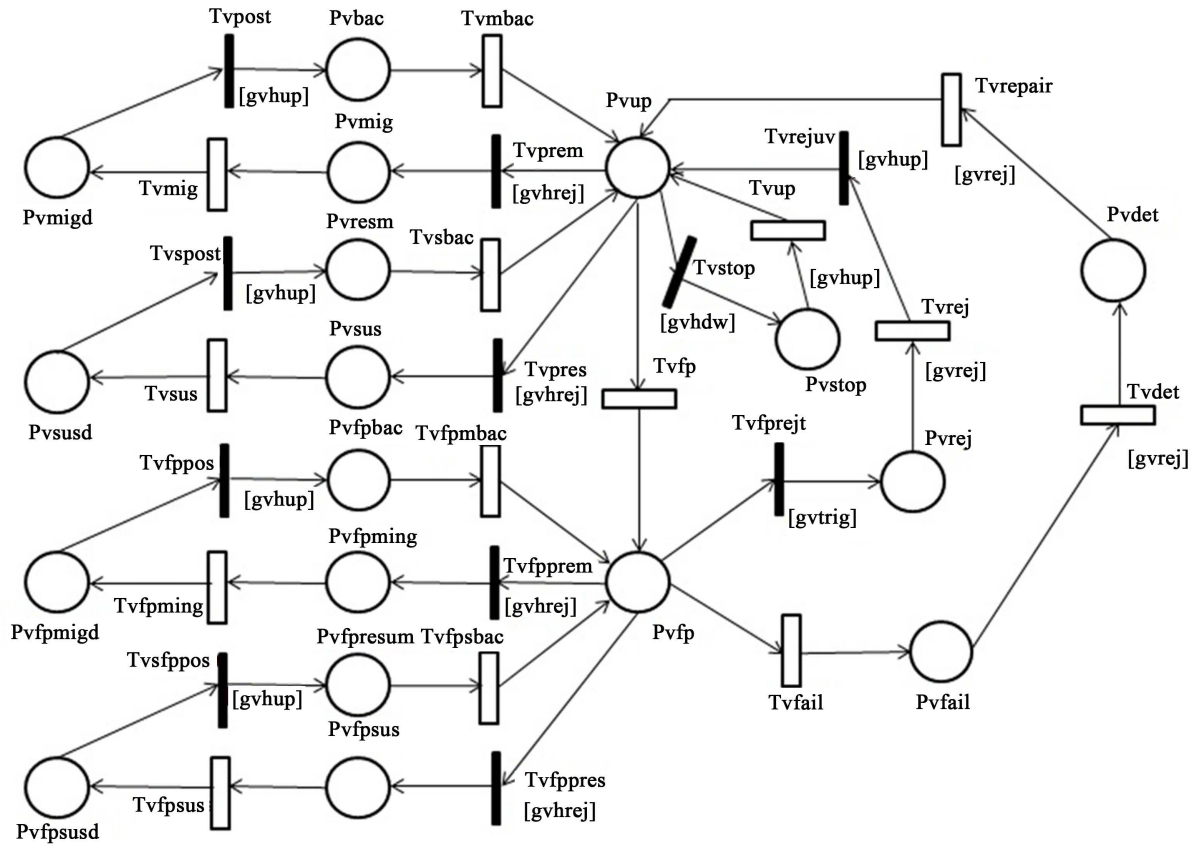 Tvpost
Pvbac
Tvmbac
Tvrepair
[gvhup]
Pvup
Pvmig
Tvprem
Tvrejuv
[gvhup]
[gvrej]
Tvmig
[gvhrej]
Tvup
Pvmigd
Pvresm
Pvdet
Tvsbac
Tvspost
Tvstop
[gvhup]
[gvhup]
Tvrej
[gvhdw]
Pvsus
Tvpres
Tvfp
[gvrej]
Tvsus
[gvhrej]
Pvstop
Tvdet
Pvsusd
Pvfpbac
Tvfpmbac
Tvfprejt
Pvrej
Tvfppos
[gvrej]
[gvhup]
[gvtrig]
Pvfpming
Tvfpprem
Tvfpming
[gvhrej]
Pvfpmigd
Pvfp
Pvfpresum
Tvfpsbac
Tvsfppos
[gvhup]
Tvfail
Pvfail
Pvfpsus
Tvfppres
Tvfpsus
[gvhrej]
Pvfpsusd